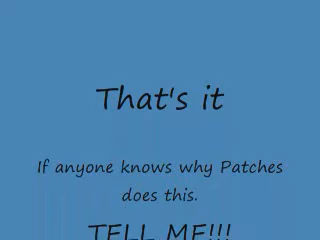 That's it
If anyone knows why Patches
does this.
TELL ME!!!